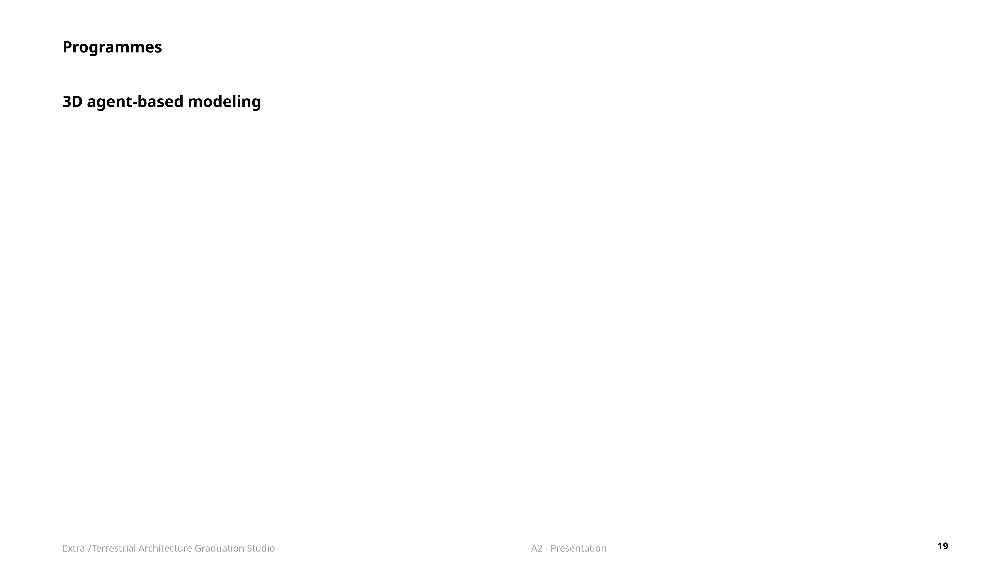 Programmes
3D agent-based modeling
Extra-/Terrestrial Architecture Graduation Studio
A2 - Presentation
19